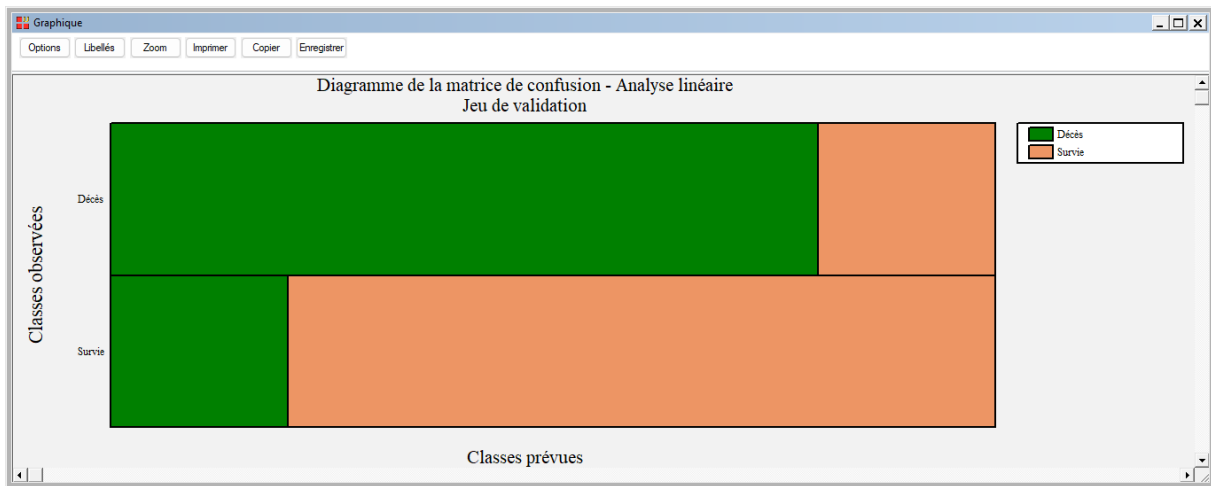 Graphique
Options Libellés Zoom Imprimer Copier Enregistrer
Diagramme de la matrice de confusion - Analyse linéaire
Jeu de validation
Décès
Survie
Classes observées
Décès
Survie
Classes prévues